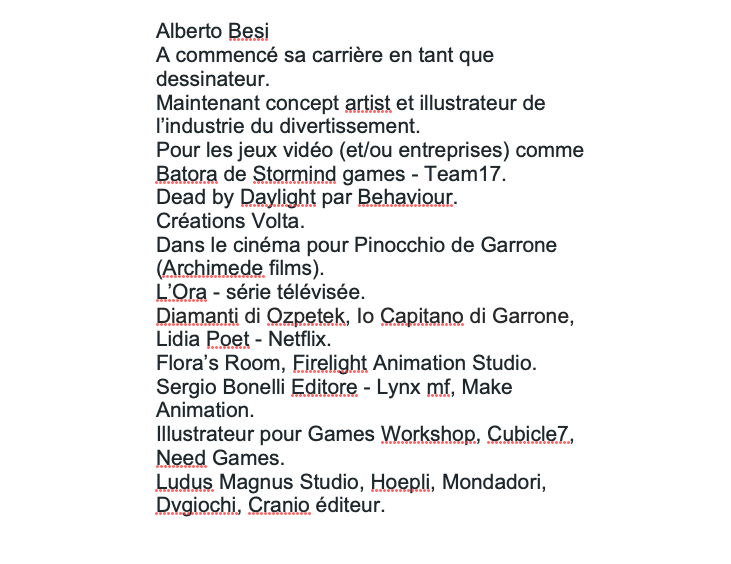 Alberto Besi
A commencé sa carrière en tant que
dessinateur.
Maintenant concept artist et illustrateur de
l’industrie du divertissement.
Pour les jeux vidéo (et/ou entreprises) comme
Batora de Stormind games - Team17.
Dead by Daylight par Behaviour.
Créations Volta.
Dans le cinéma pour Pinocchio de Garrone
(Archimede films).
L’Ora - série télévisée.
Diamanti di Ozpetek, Io Capitano di Garrone,
Lidia Poet - Netflix.
Flora’s Room, Firelight Animation Studio.
Sergio Bonelli Editore - Lynx mf, Make
Animation.
Illustrateur pour Games Workshop, Cubicle7,
Need Games.
Ludus Magnus Studio, Hoepli, Mondadori,
Dvgiochi, Cranio éditeur.